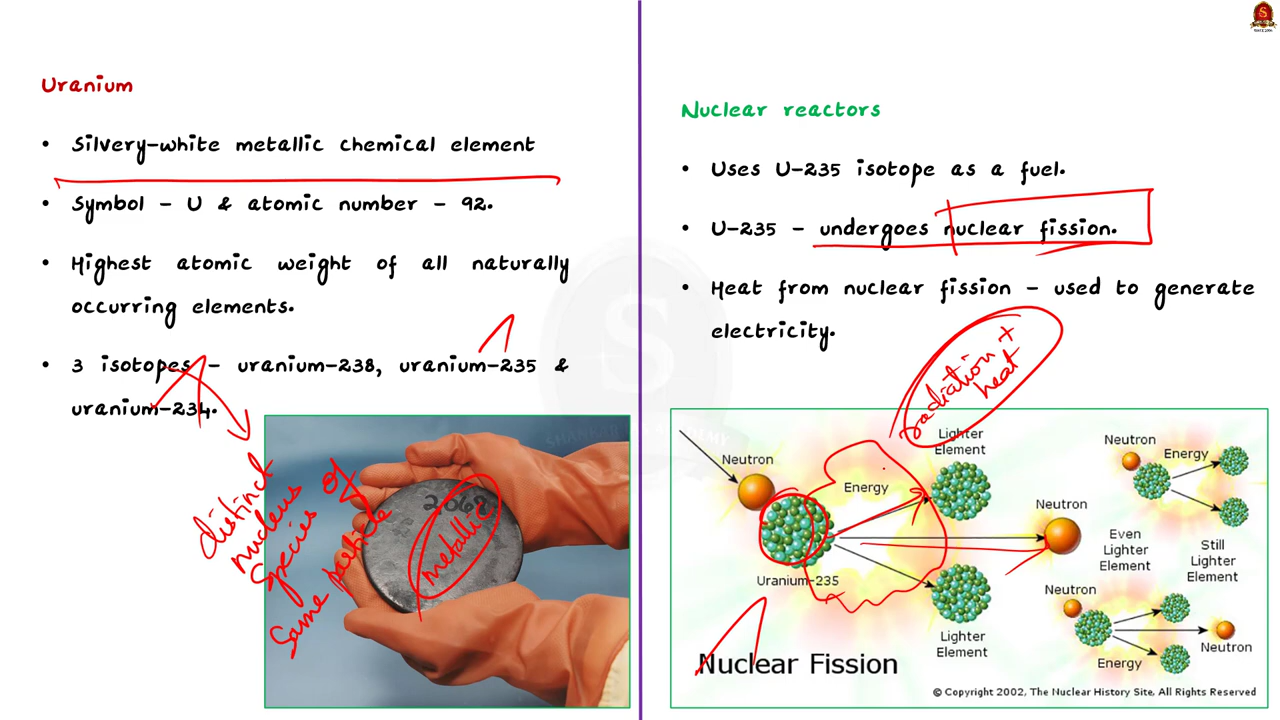 Uranium
• Silvery-white metallic chemical element
• Symbol - U & atomic number - 92.
• Highest atomic weight of all naturally
occurring elements.
• 3 isotopes - uranium-238, uranium-235 &
uranium-234.
distinct
nucleus
Species of
Same
metallic
2068
Nuclear reactors
• Uses U-235 isotope as a fuel.
• U-235 - undergoes nuclear fission.
• Heat from nuclear fission - used to generate
electricity.
radiation +
heat
Neutron
Energy
Uranium-235
Lighter
Element
Lighter
Element
Neutron
Neutron
Energy
Even
Lighter
Element
Still
Lighter
Element
Neutron
Energy
Neutron
Nuclear Fission
© Copyright 2002, The Nuclear History Site, All Rights Reserved